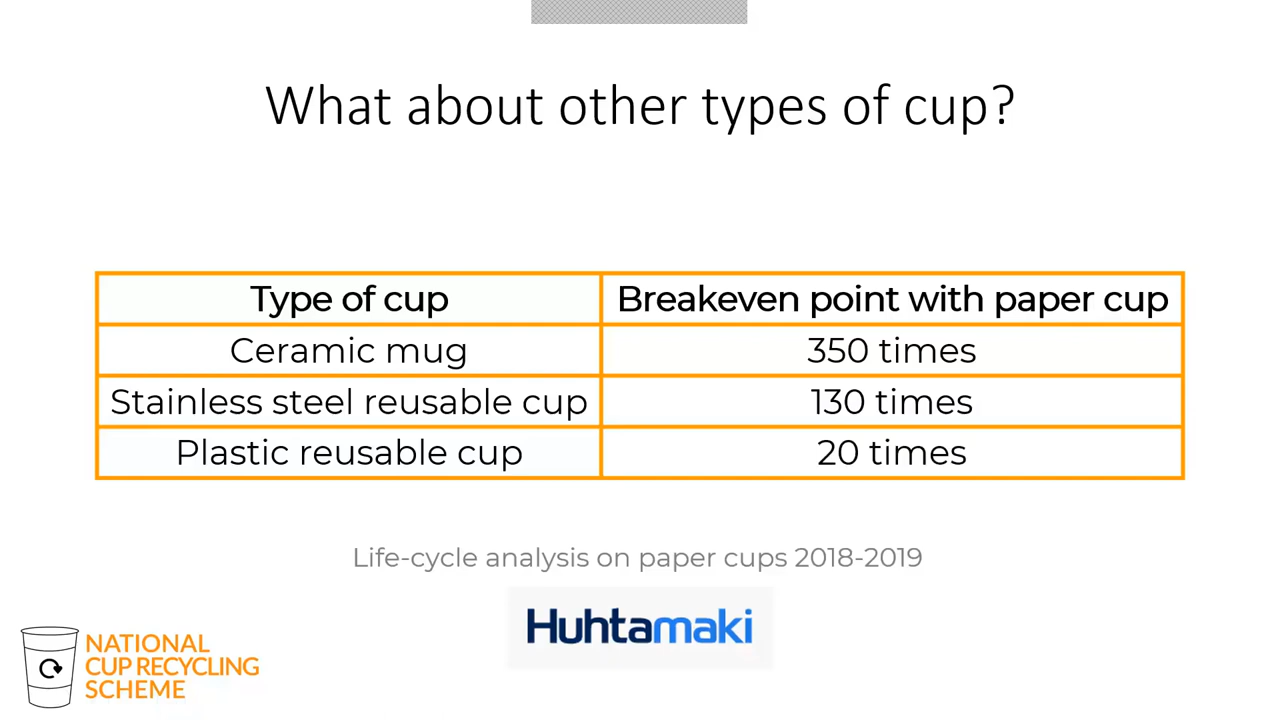 What about other types of cup?
Type of cup Breakeven point with paper cup
Ceramic mug 350 times
Stainless steel reusable cup 130 times
Plastic reusable cup 20 times
Life-cycle analysis on paper cups 2018-2019
Huhtamaki
NATIONAL
CUP RECYCLING
SCHEME